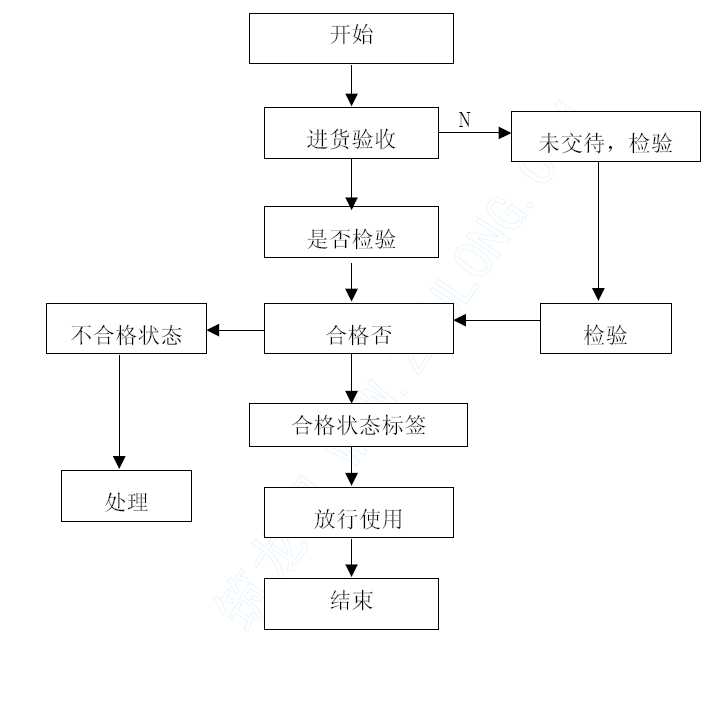 开始
进货验收
N
未交待，检验
是否检验
不合格状态
合格否
检验
合格状态标签
处理
放行使用
结束